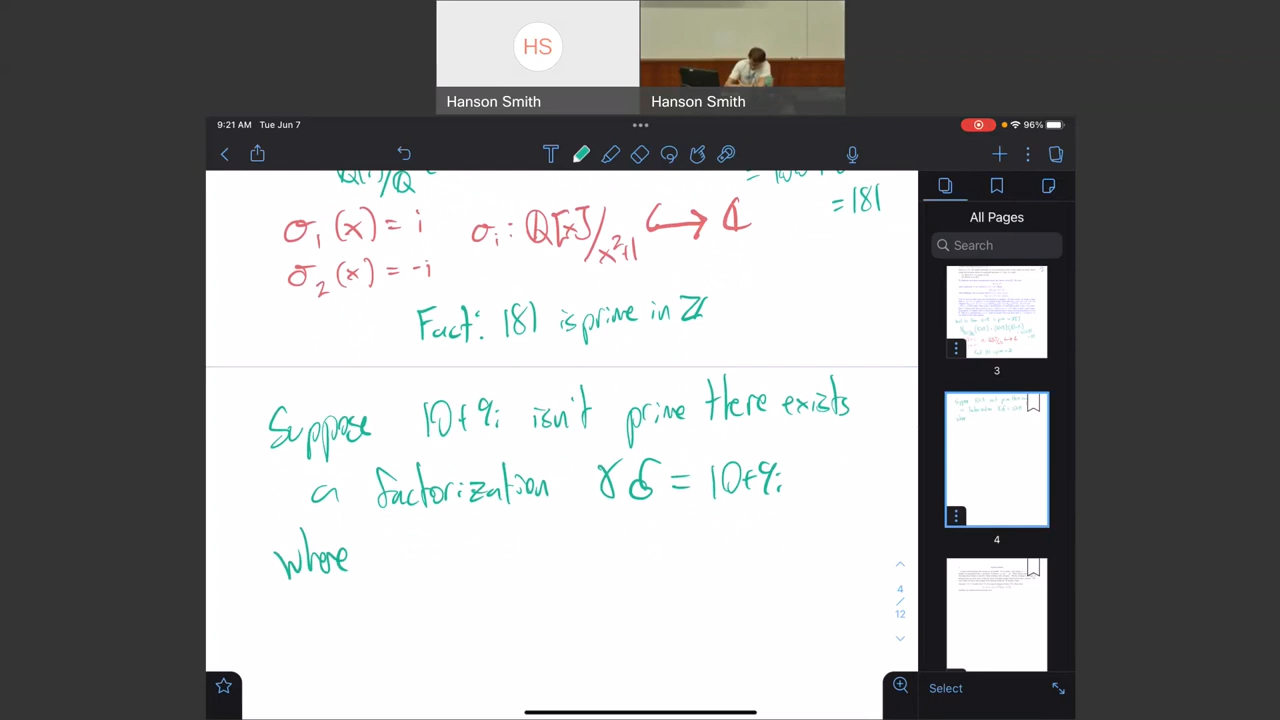 HS
Hanson Smith
Hanson Smith
9:21 AM Tue Jun 7
96%
Q[i]/Q
= 181
σ₁(x) = i σᵢ : Q[x]/x²+1 ↪ ℂ
σ₂(x) = -i
Fact: 181 is prime in ℤ
Suppose 10+9i isn't prime there exists
a factorization γδ = 10+9i
where
4
/
12
All Pages
Search
3
4
Select